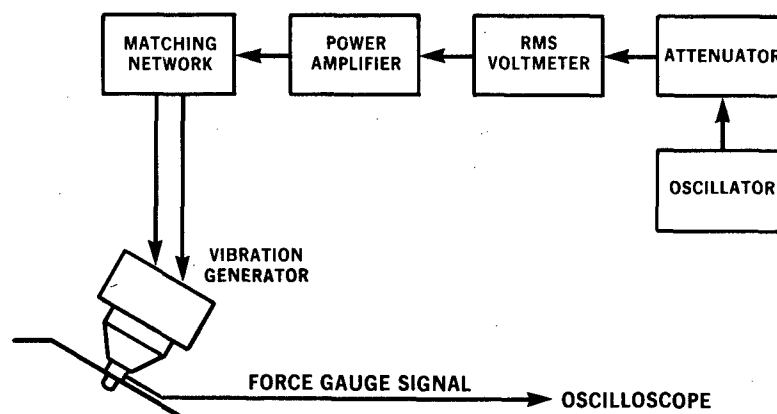 MATCHING
NETWORK
POWER
AMPLIFIER
RMS
VOLTMETER
ATTENUATOR
OSCILLATOR
VIBRATION
GENERATOR
FORCE GAUGE SIGNAL
OSCILLOSCOPE